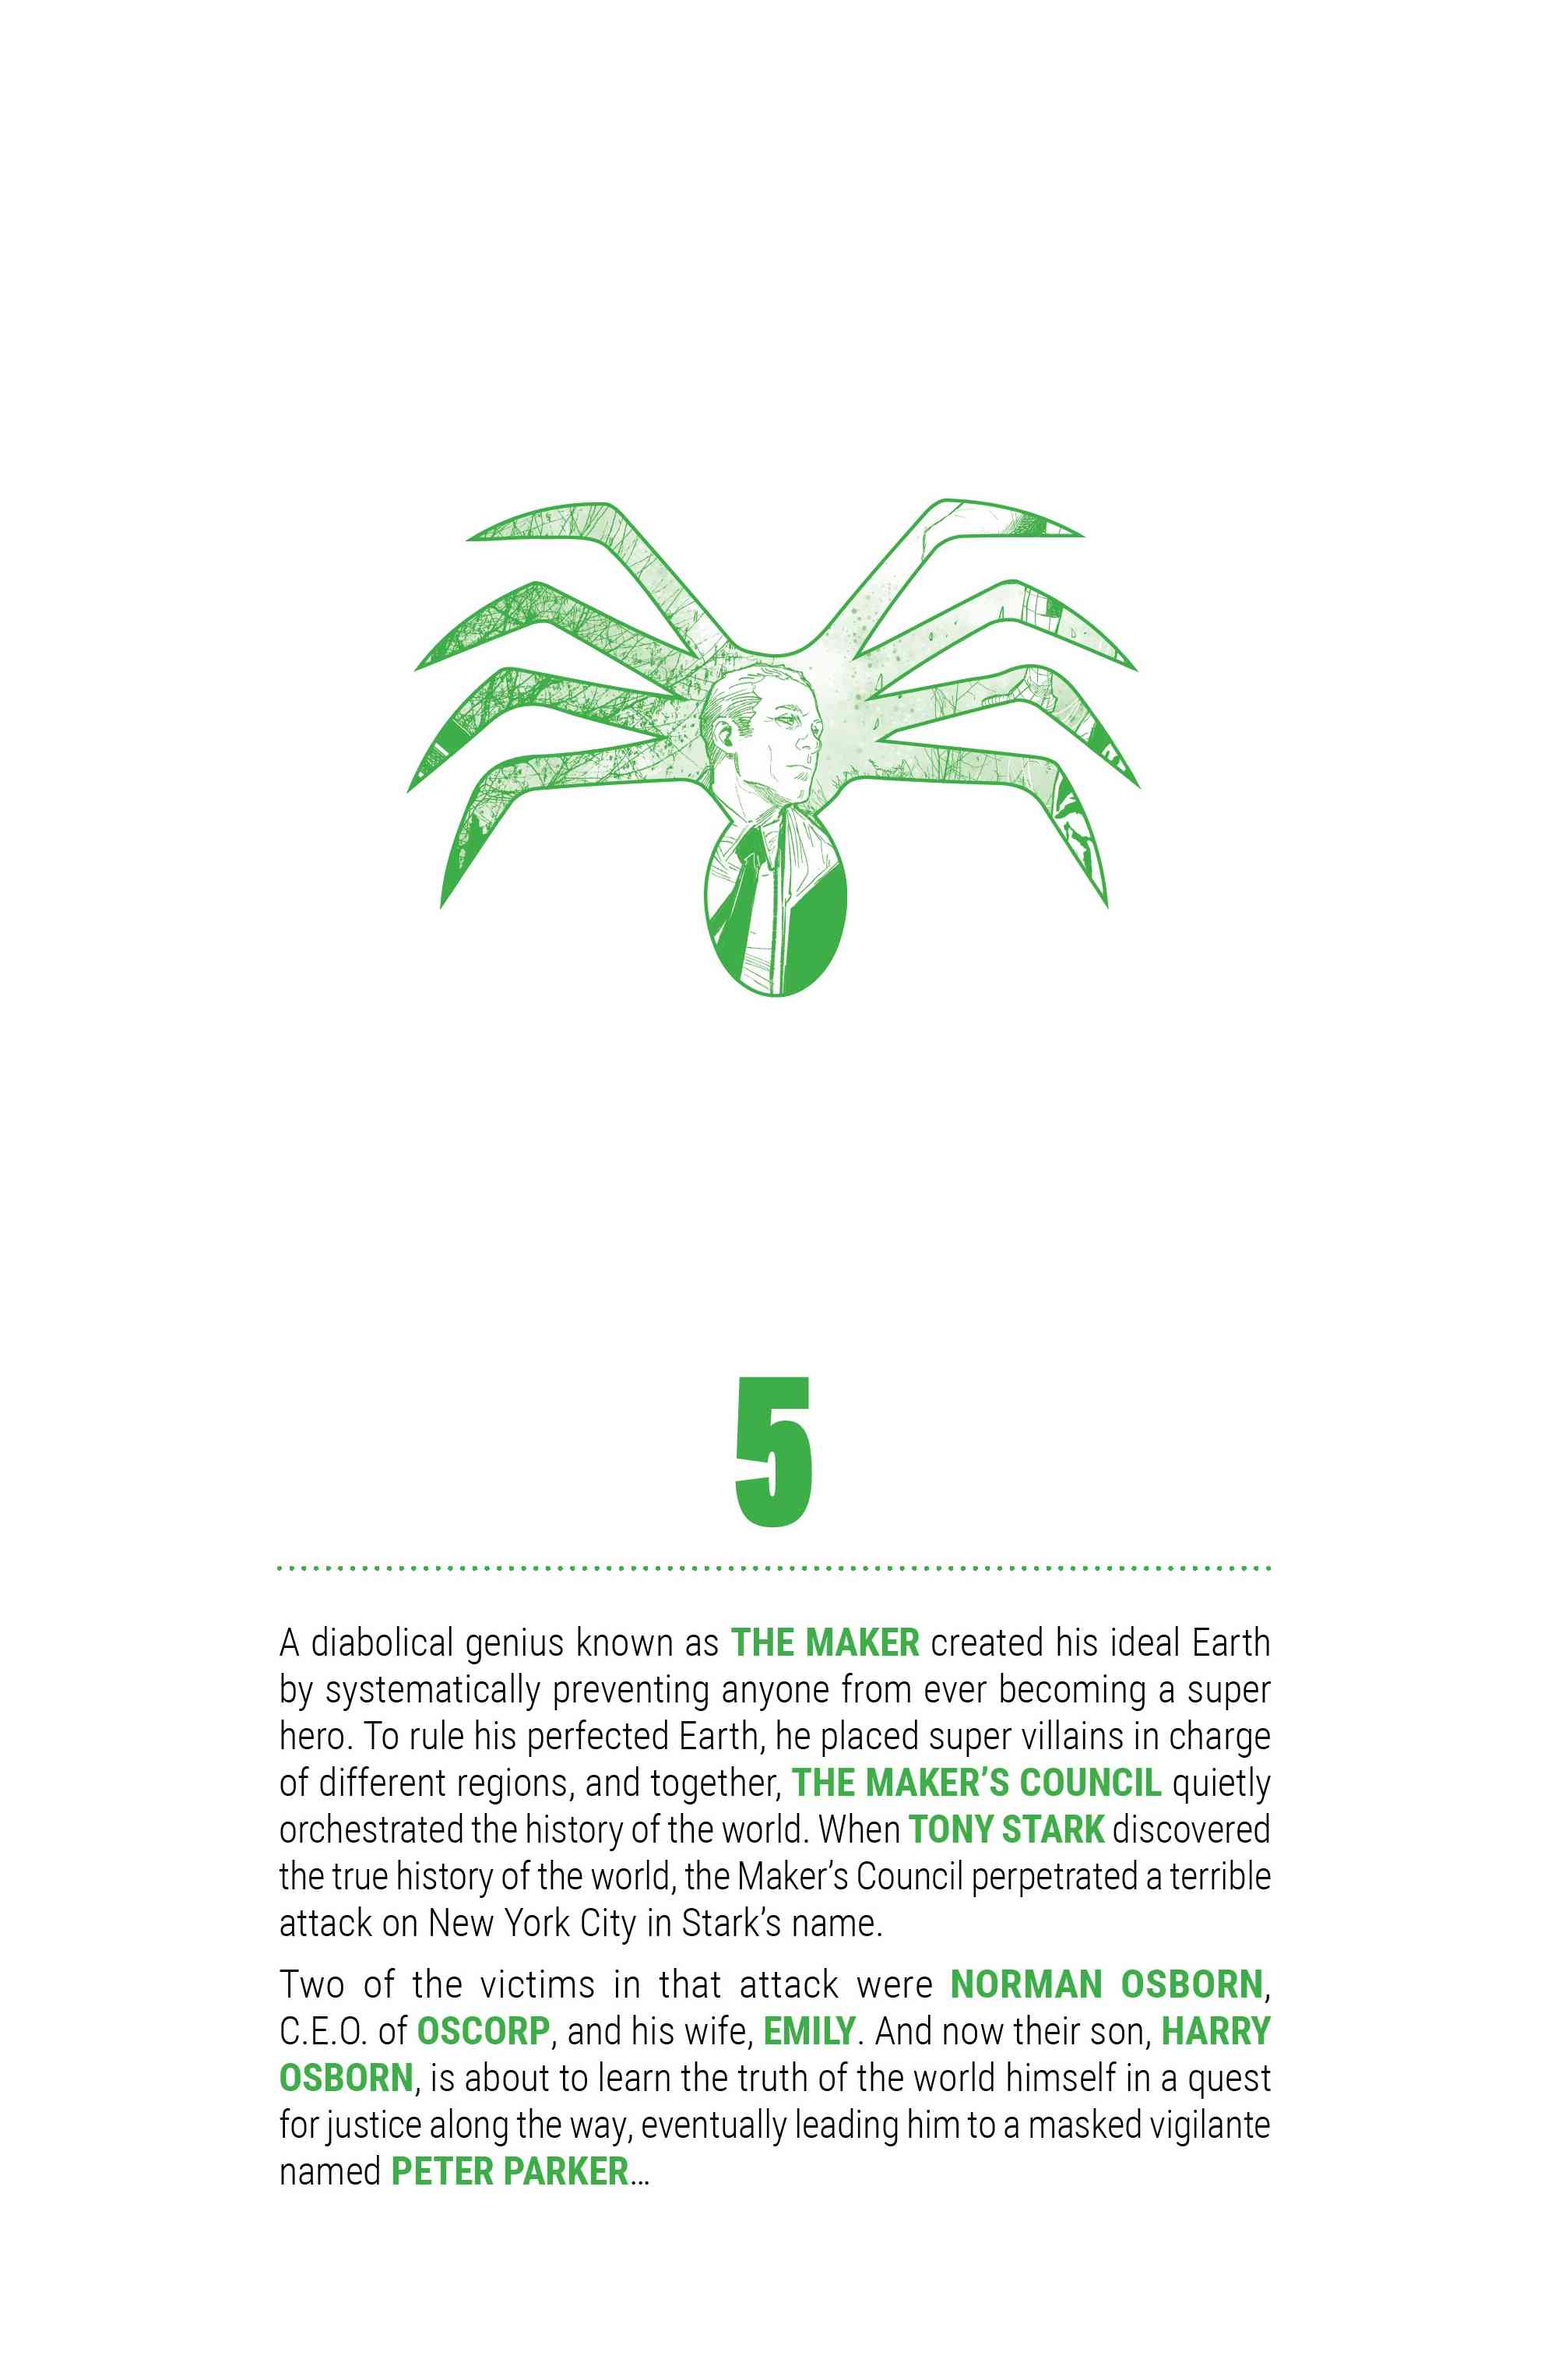 5
A diabolical genius known as THE MAKER created his ideal Earth
by systematically preventing anyone from ever becoming a super
hero. To rule his perfected Earth, he placed super villains in charge
of different regions, and together, THE MAKER’S COUNCIL quietly
orchestrated the history of the world. When TONY STARK discovered
the true history of the world, the Maker’s Council perpetrated a terrible
attack on New York City in Stark’s name.
Two of the victims in that attack were NORMAN OSBORN,
C.E.O. of OSCORP, and his wife, EMILY. And now their son, HARRY
OSBORN, is about to learn the truth of the world himself in a quest
for justice along the way, eventually leading him to a masked vigilante
named PETER PARKER…